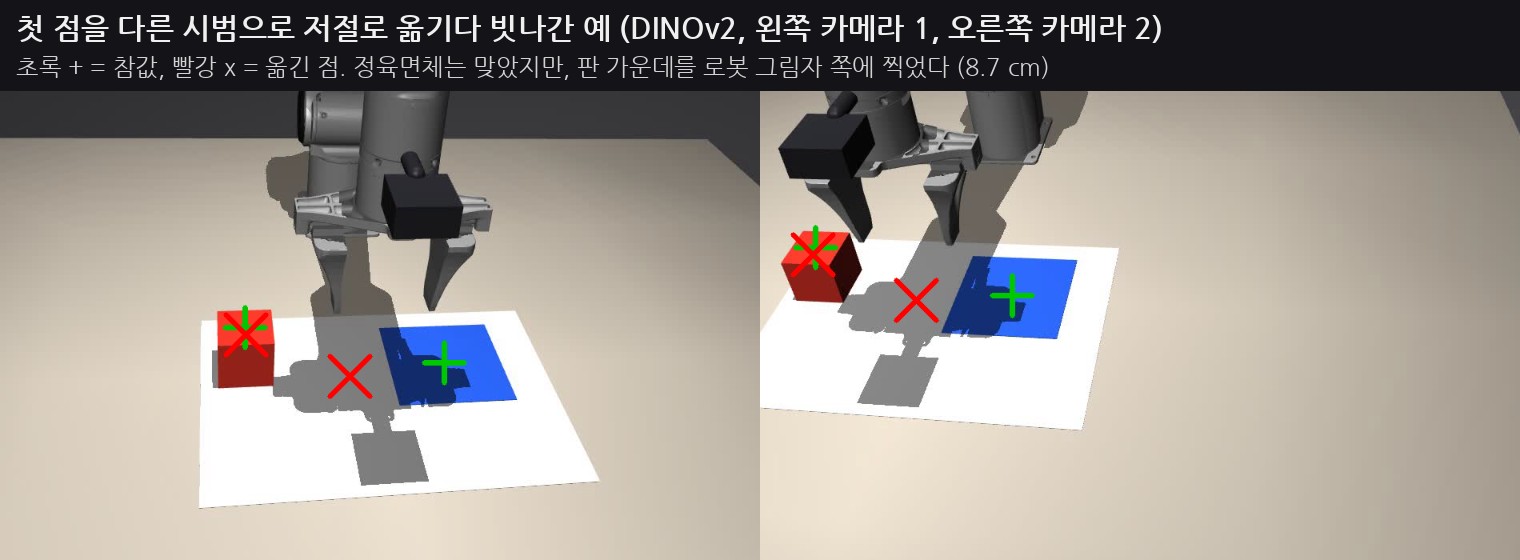 첫 점을 다른 시범으로 저절로 옮기다 빗나간 예 (DINOv2, 왼쪽 카메라 1, 오른쪽 카메라 2)
초록 + = 참값, 빨강 x = 옮긴 점. 정육면체는 맞았지만, 판 가운데를 로봇 그림자 쪽에 찍었다 (8.7 cm)